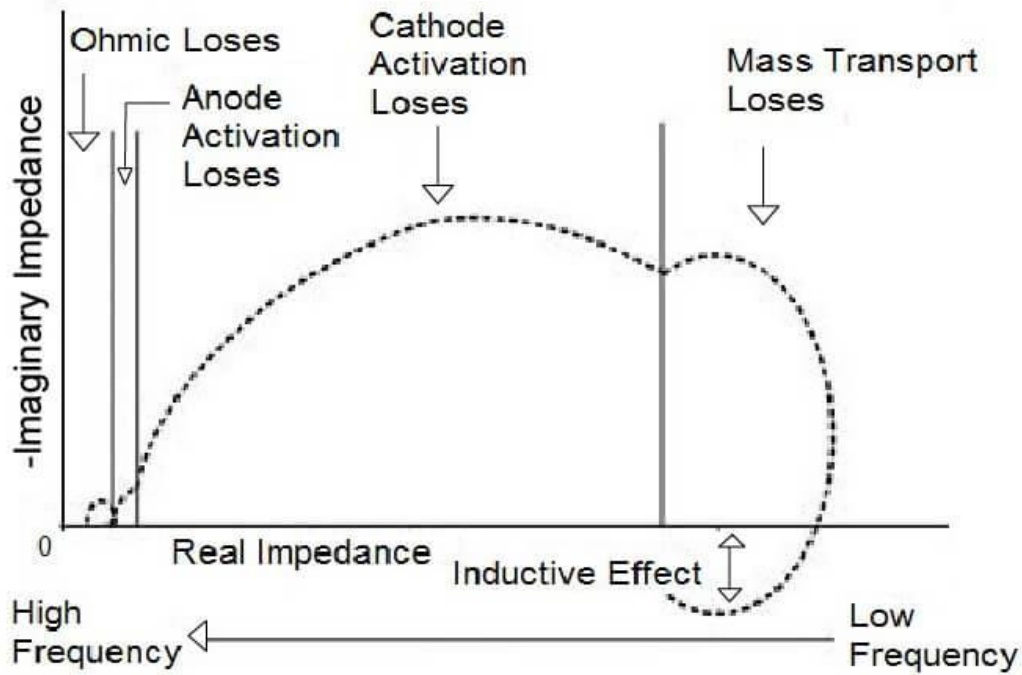 Ohmic Loses
Anode
Activation
Loses
Cathode
Activation
Loses
Mass Transport
Loses
-Imaginary Impedance
0
Real Impedance
Inductive Effect
High
Frequency
Low
Frequency